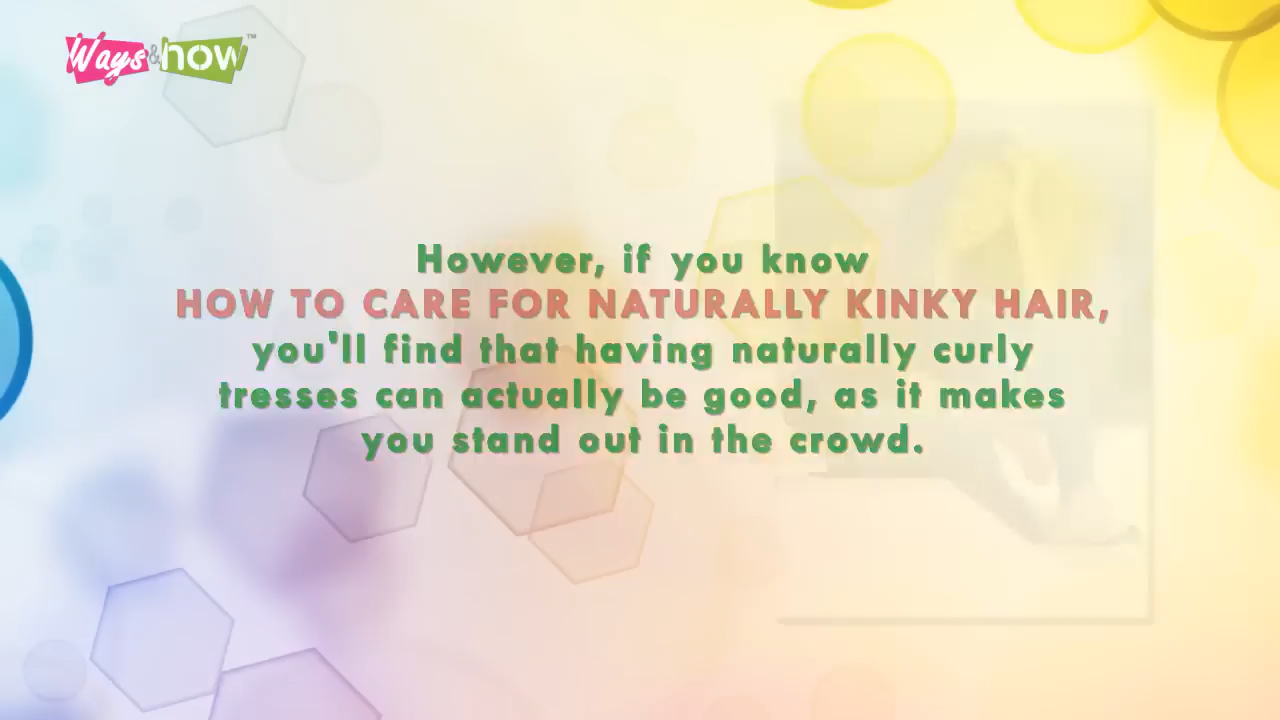 Ways&how™
However, if you know
HOW TO CARE FOR NATURALLY KINKY HAIR,
you'll find that having naturally curly
tresses can actually be good, as it makes
you stand out in the crowd.